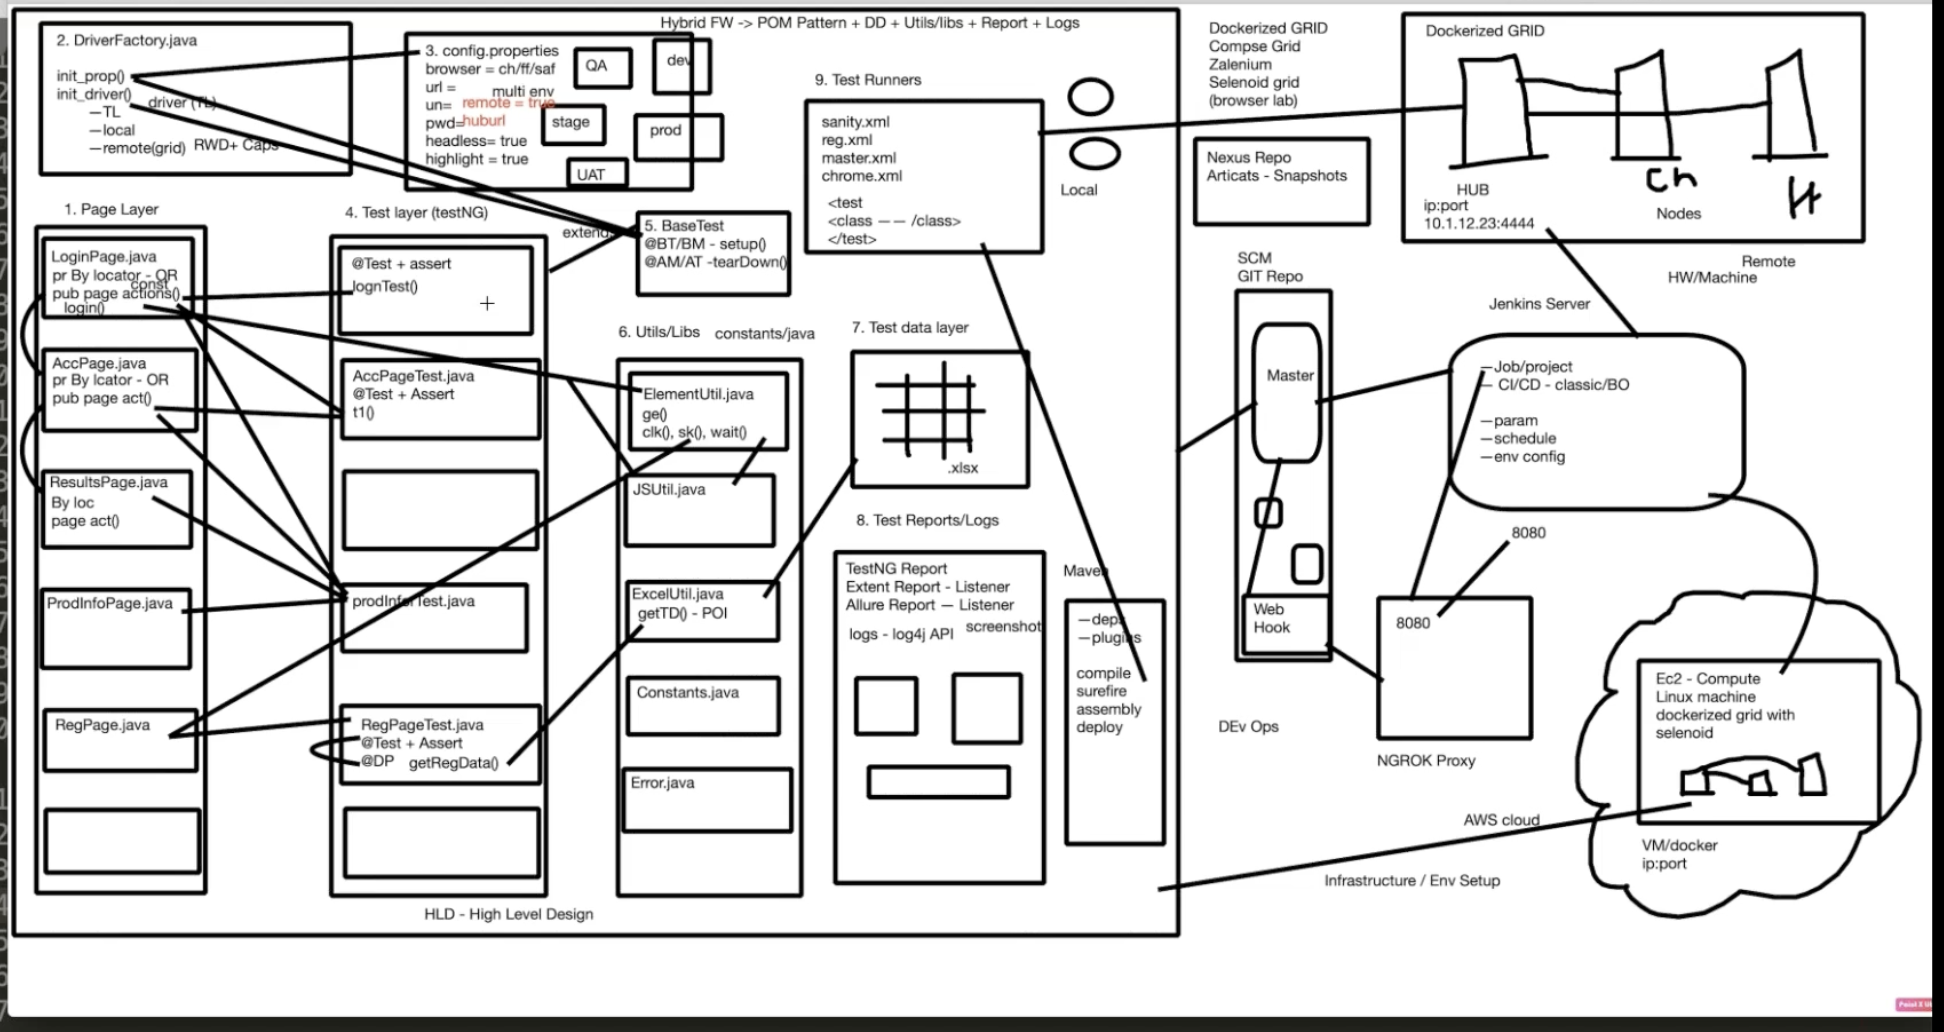 Hybrid FW -> POM Pattern + DD + Utils/libs + Report + Logs
2. DriverFactory.java
init_prop()
init_driver()
driver (TL)
—TL
—local
—remote(grid)
RWD+ Caps
3. config.properties
browser = ch/ff/saf
url =
multi env
un=
remote = true
pwd=
huburl
headless= true
highlight = true
QA
dev
stage
prod
UAT
9. Test Runners
sanity.xml
reg.xml
master.xml
chrome.xml
<test
<class —— /class>
</test>
Local
Dockerized GRID
Compse Grid
Zalenium
Selenoid grid
(browser lab)
Nexus Repo
Articats - Snapshots
Dockerized GRID
HUB
ip:port
10.1.12.23:4444
Ch
Nodes
Remote
HW/Machine
1. Page Layer
LoginPage.java
pr By locator - OR
const
pub page actions()
login()
AccPage.java
pr By lcator - OR
pub page act()
ResultsPage.java
By loc
page act()
ProdInfoPage.java
RegPage.java
4. Test layer (testNG)
@Test + assert
lognTest()
AccPageTest.java
@Test + Assert
t1()
prodInfoTest.java
RegPageTest.java
@Test + Assert
@DP
getRegData()
extends
5. BaseTest
@BT/BM - setup()
@AM/AT -tearDown()
6. Utils/Libs
constants/java
ElementUtil.java
ge()
clk(), sk(), wait()
JSUtil.java
ExcelUtil.java
getTD() - POI
Constants.java
Error.java
7. Test data layer
.xlsx
8. Test Reports/Logs
TestNG Report
Extent Report - Listener
Allure Report — Listener
logs - log4j API
screenshot
Maven
—deps
—plugins
compile
surefire
assembly
deploy
SCM
GIT Repo
Master
Web
Hook
DEv Ops
Jenkins Server
—Job/project
— CI/CD - classic/BO
—param
—schedule
—env config
8080
8080
NGROK Proxy
Ec2 - Compute
Linux machine
dockerized grid with
selenoid
AWS cloud
VM/docker
ip:port
Infrastructure / Env Setup
HLD - High Level Design